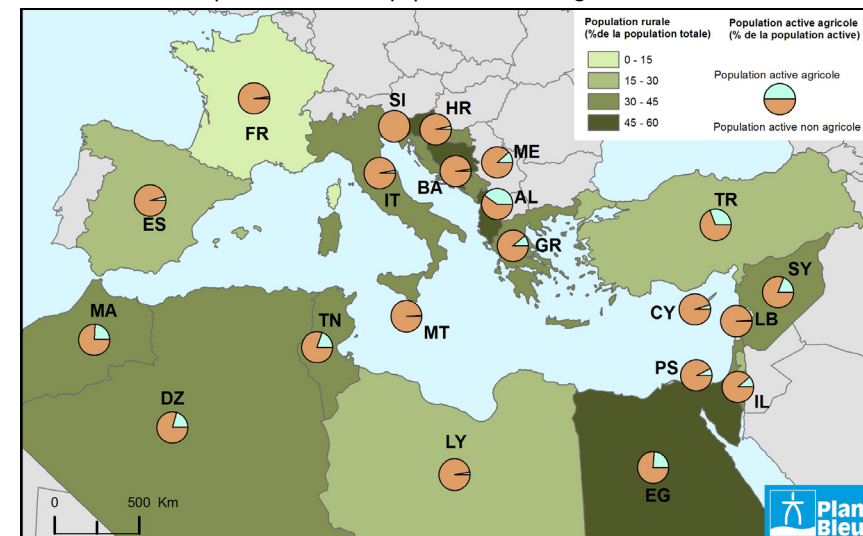 Population rurale
(%de la population totale)
0 - 15
15 - 30
30 - 45
45 - 60
Population active agricole
(% de la population active)
Population active agricole
Population active non agricole
FR
SI
HR
ME
BA
IT
AL
ES
TR
GR
SY
MA
TN
MT
CY
LB
PS
IL
DZ
LY
EG
0 500 Km
Plan
Bleu